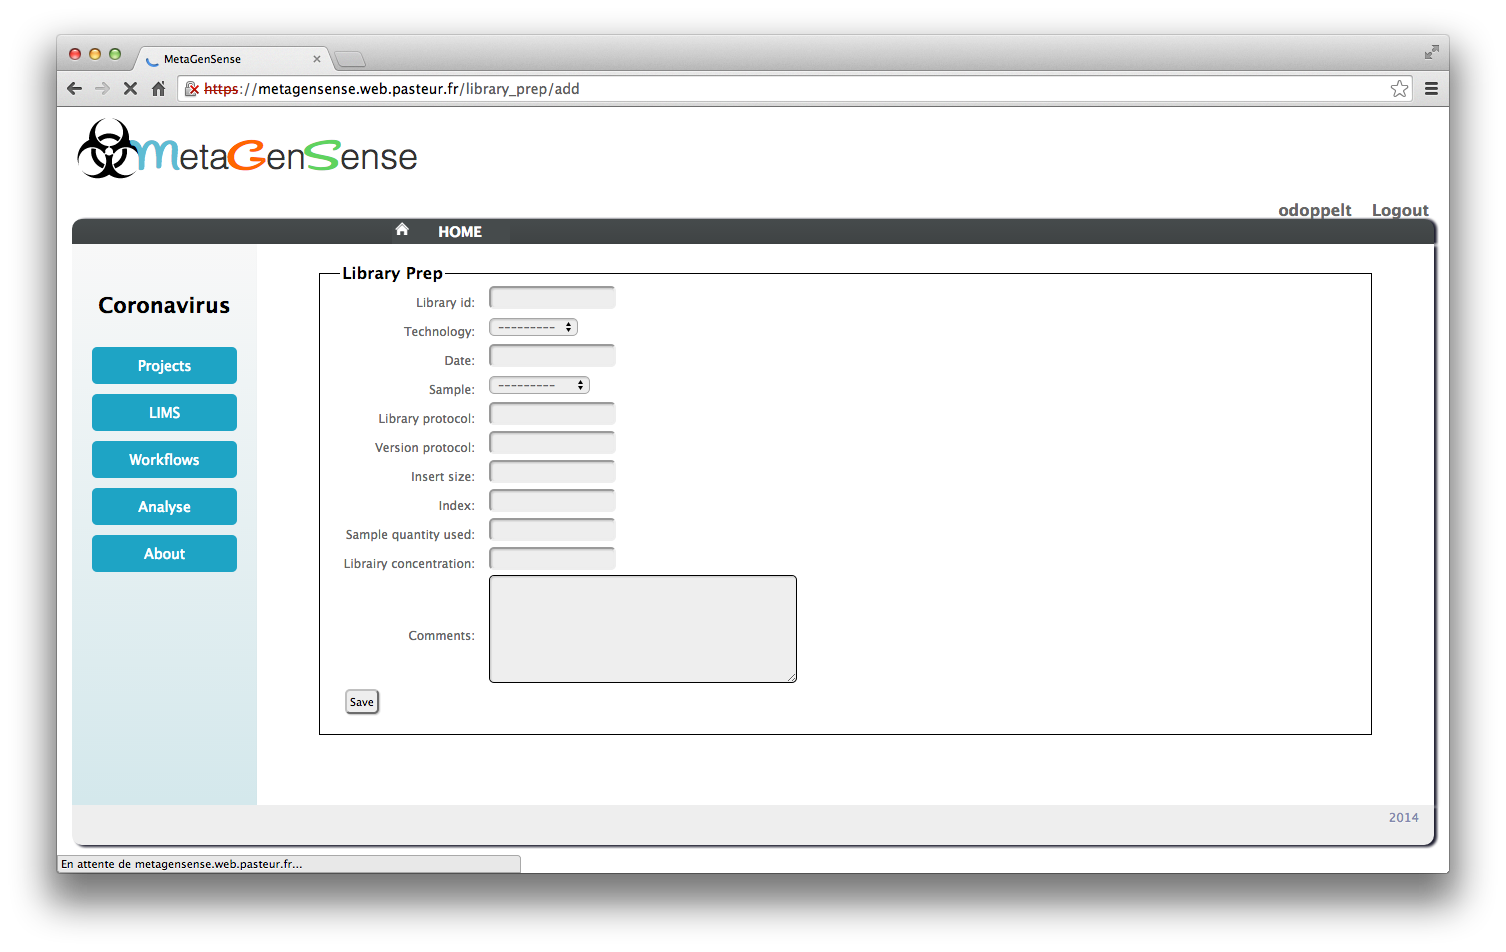 MetaGenSense
https://metagensense.web.pasteur.fr/library_prep/add
MetaGenSense
odoppelt Logout
HOME
Coronavirus
Projects
LIMS
Workflows
Analyse
About
Library Prep
Library id:
Technology: ---------
Date:
Sample: ---------
Library protocol:
Version protocol:
Insert size:
Index:
Sample quantity used:
Librairy concentration:
Comments:
Save
2014
En attente de metagensense.web.pasteur.fr...